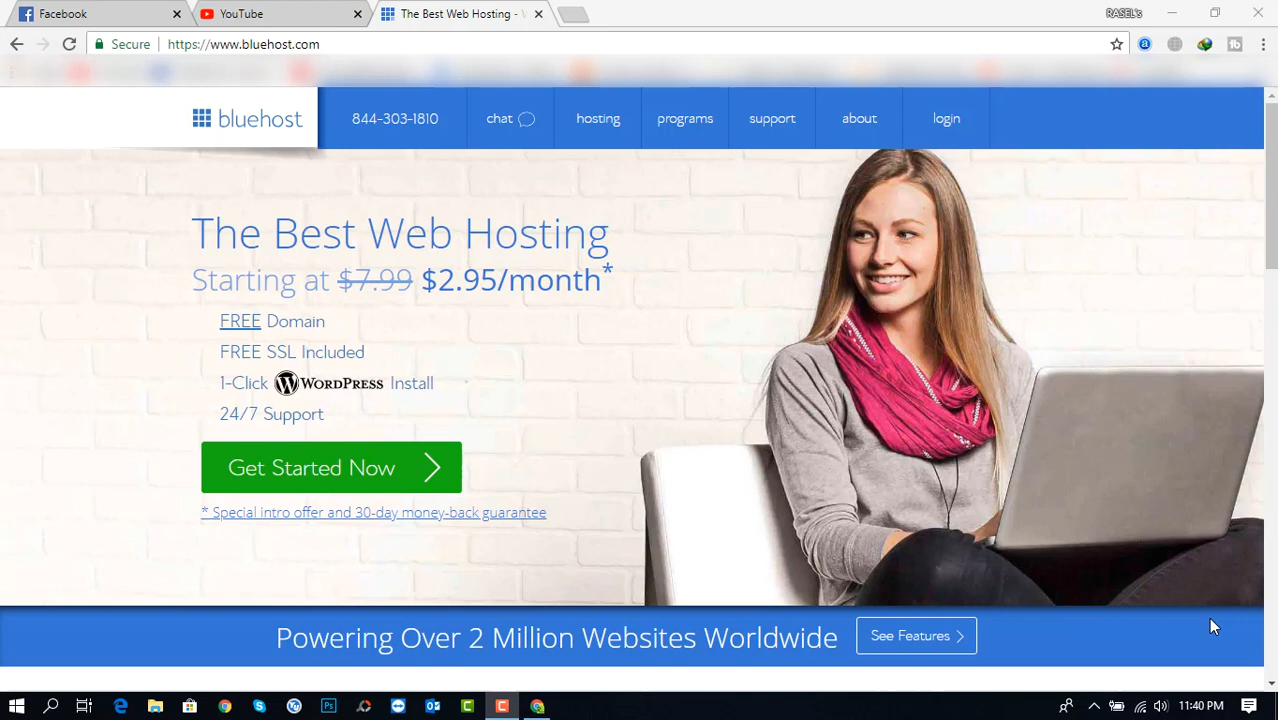 Facebook
YouTube
The Best Web Hosting -
RASEL's
Secure
https://www.bluehost.com
bluehost
844-303-1810
chat
hosting
programs
support
about
login
The Best Web Hosting
Starting at $7.99 $2.95/month*
FREE Domain
FREE SSL Included
1-Click WORDPRESS Install
24/7 Support
Get Started Now
* Special intro offer and 30-day money-back guarantee
Powering Over 2 Million Websites Worldwide
See Features
11:40 PM